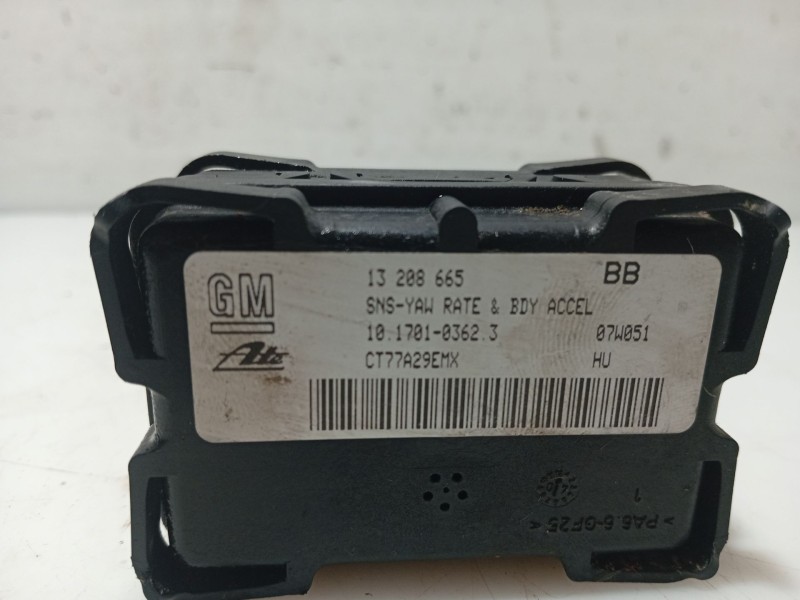 GM
13 208 665 BB
SNS-YAW RATE & BDY ACCEL
10.1701-0362.3 07W051
Ate CT77A29EMX HU
1
>PA6.6-GF25<